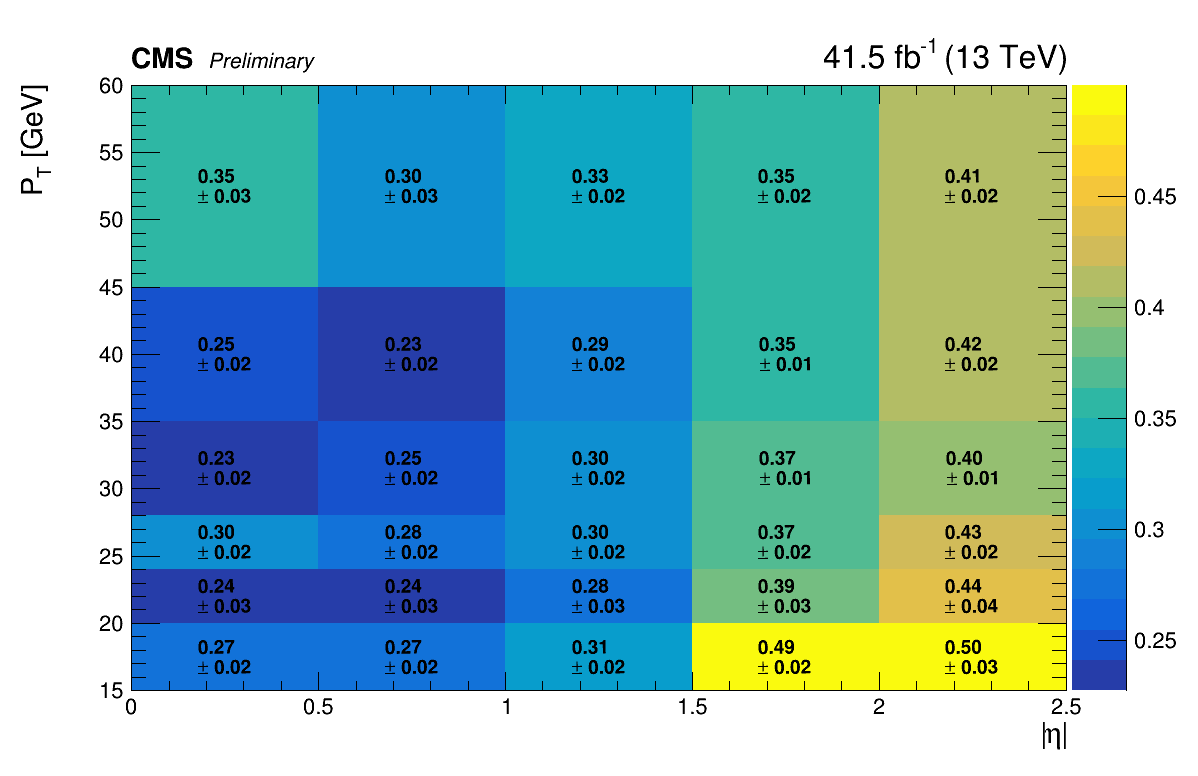 CMS Preliminary 41.5 fb⁻¹ (13 TeV)
P_T [GeV]
60
55
50
45
40
35
30
25
20
15
0.35 0.30 0.33 0.35 0.41
± 0.03 ± 0.03 ± 0.02 ± 0.02 ± 0.02
0.25 0.23 0.29 0.35 0.42
± 0.02 ± 0.02 ± 0.02 ± 0.01 ± 0.02
0.23 0.25 0.30 0.37 0.40
± 0.02 ± 0.02 ± 0.02 ± 0.01 ± 0.01
0.30 0.28 0.30 0.37 0.43
± 0.02 ± 0.02 ± 0.02 ± 0.02 ± 0.02
0.24 0.24 0.28 0.39 0.44
± 0.03 ± 0.03 ± 0.03 ± 0.03 ± 0.04
0.27 0.27 0.31 0.49 0.50
± 0.02 ± 0.02 ± 0.02 ± 0.02 ± 0.03
0 0.5 1 1.5 2 2.5
|η|
0.45
0.4
0.35
0.3
0.25